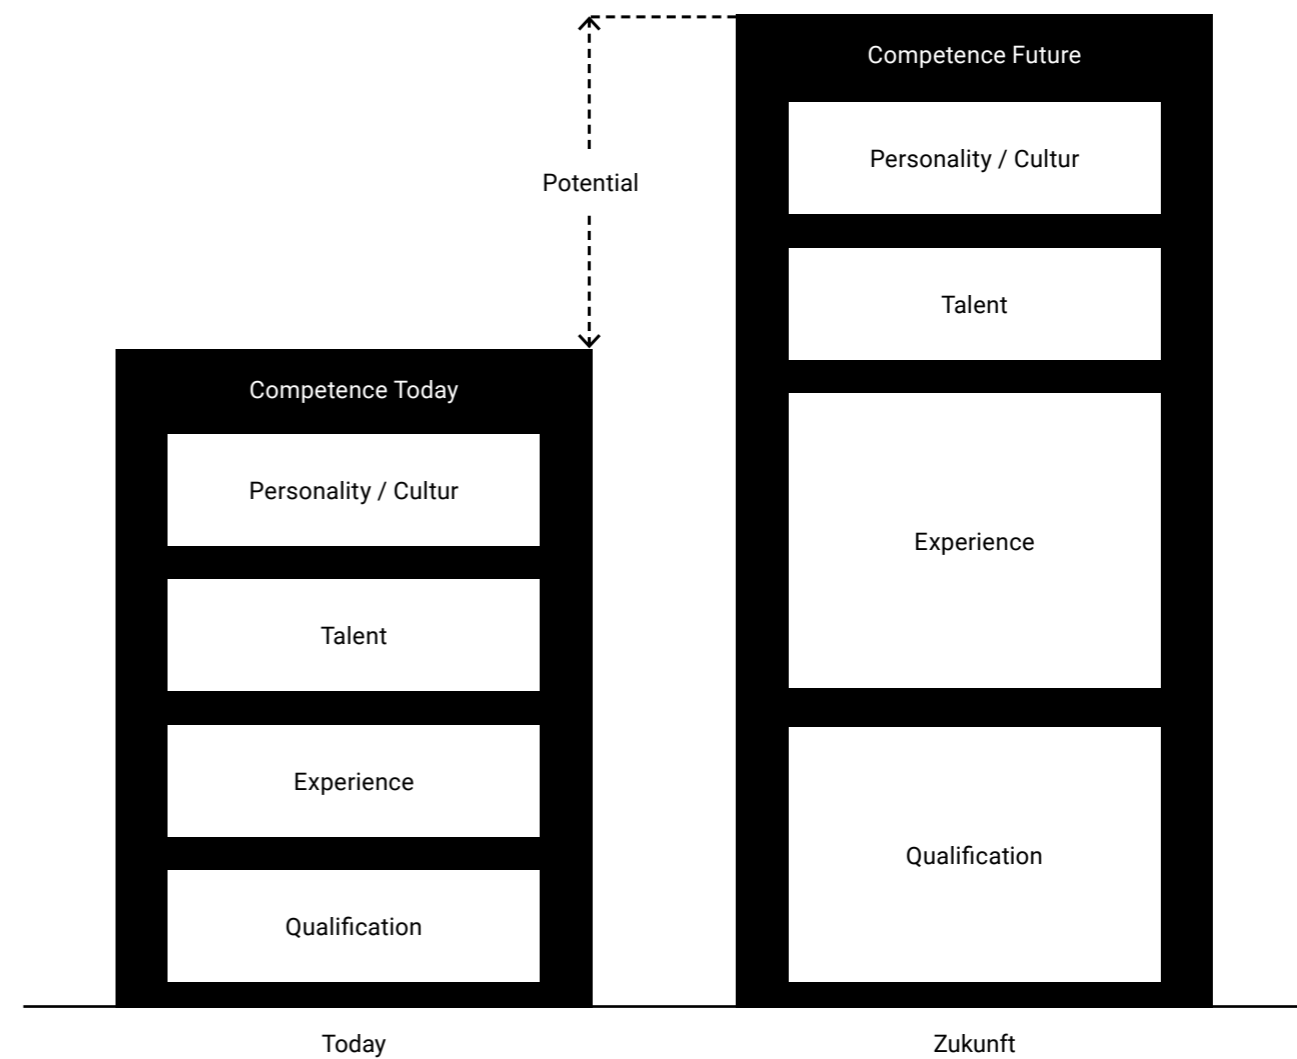 Competence Future
Personality / Cultur
Talent
Experience
Qualification
Potential
Competence Today
Personality / Cultur
Talent
Experience
Qualification
Today
Zukunft